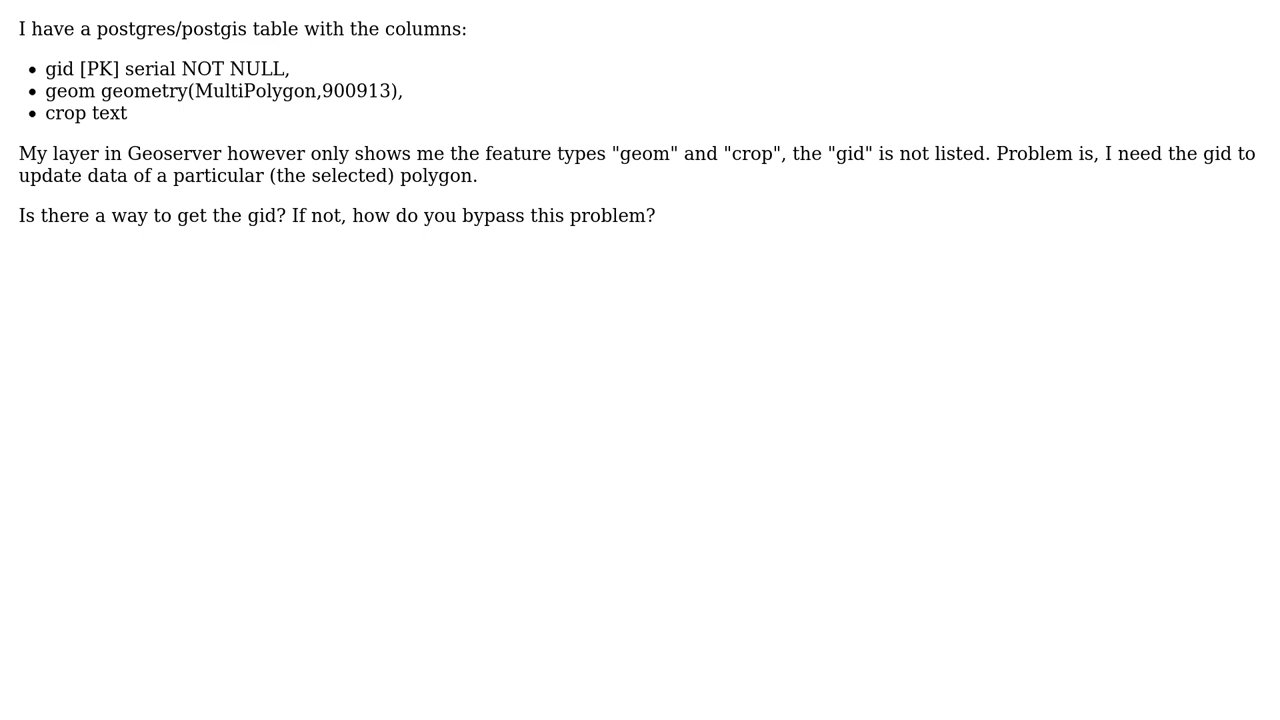 I have a postgres/postgis table with the columns:
• gid [PK] serial NOT NULL,
• geom geometry(MultiPolygon,900913),
• crop text
My layer in Geoserver however only shows me the feature types "geom" and "crop", the "gid" is not listed. Problem is, I need the gid to
update data of a particular (the selected) polygon.
Is there a way to get the gid? If not, how do you bypass this problem?